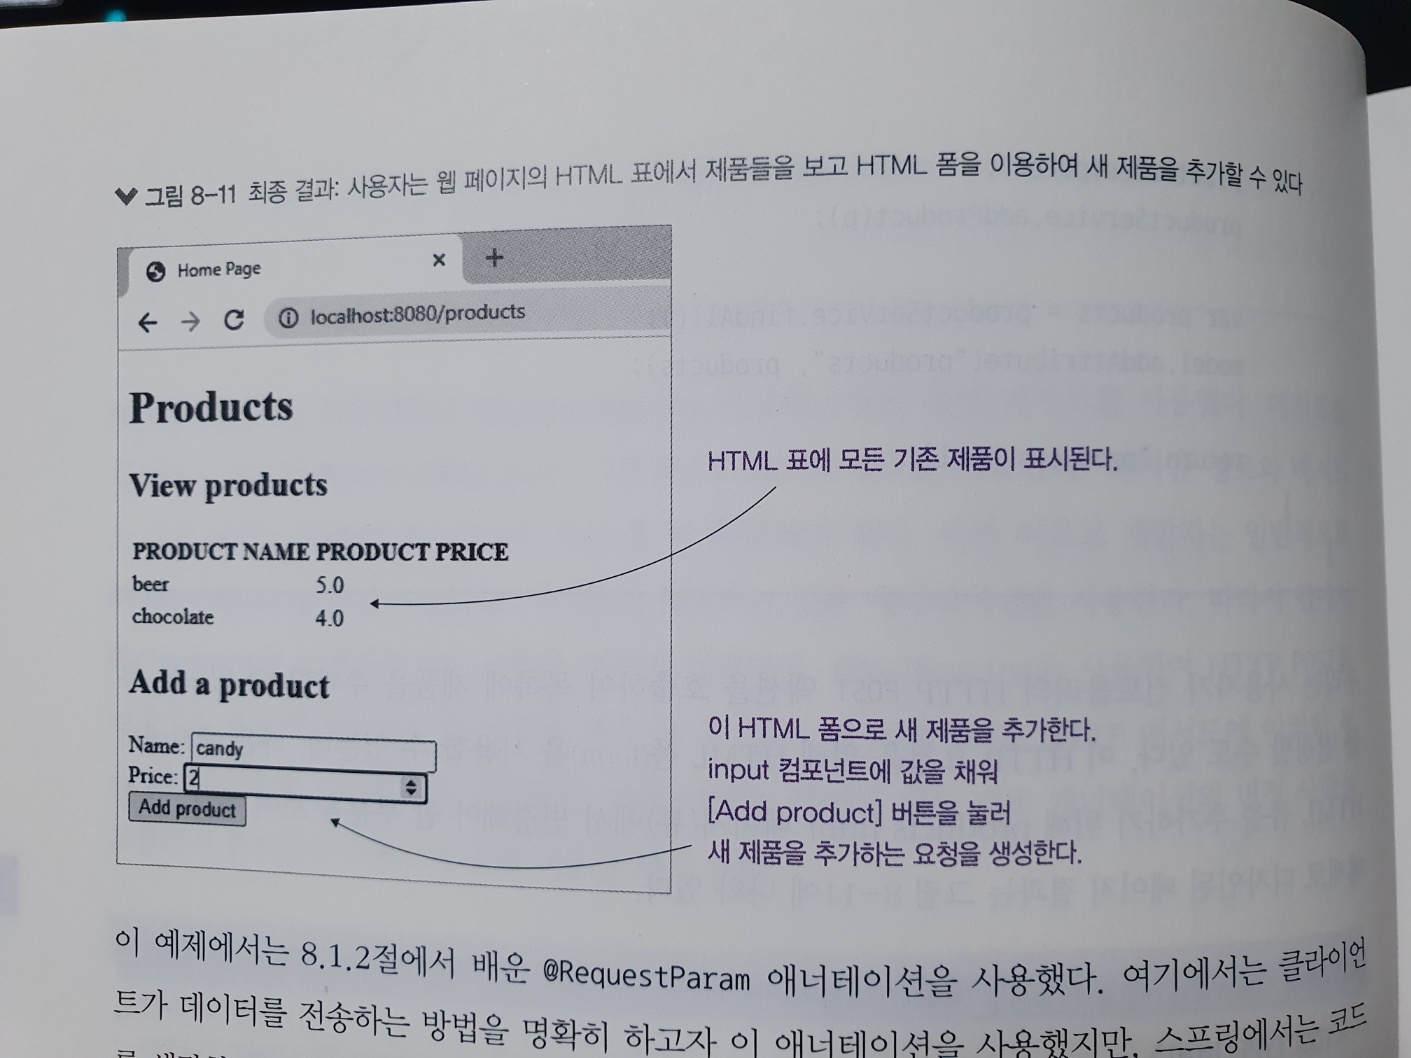 그림 8-11 최종 결과: 사용자는 웹 페이지의 HTML 표에서 제품들을 보고 HTML 폼을 이용하여 새 제품을 추가할 수 있다
Home Page
localhost:8080/products
Products
View products
HTML 표에 모든 기존 제품이 표시된다.
PRODUCT NAME PRODUCT PRICE
beer 5.0
chocolate 4.0
Add a product
Name: candy
Price: 2
Add product
이 HTML 폼으로 새 제품을 추가한다.
input 컴포넌트에 값을 채워
[Add product] 버튼을 눌러
새 제품을 추가하는 요청을 생성한다.
이 예제에서는 8.1.2절에서 배운 @RequestParam 애너테이션을 사용했다. 여기에서는 클라이언
트가 데이터를 전송하는 방법을 명확히 하고자 이 애너테이션을 사용했지만, 스프링에서는 코드